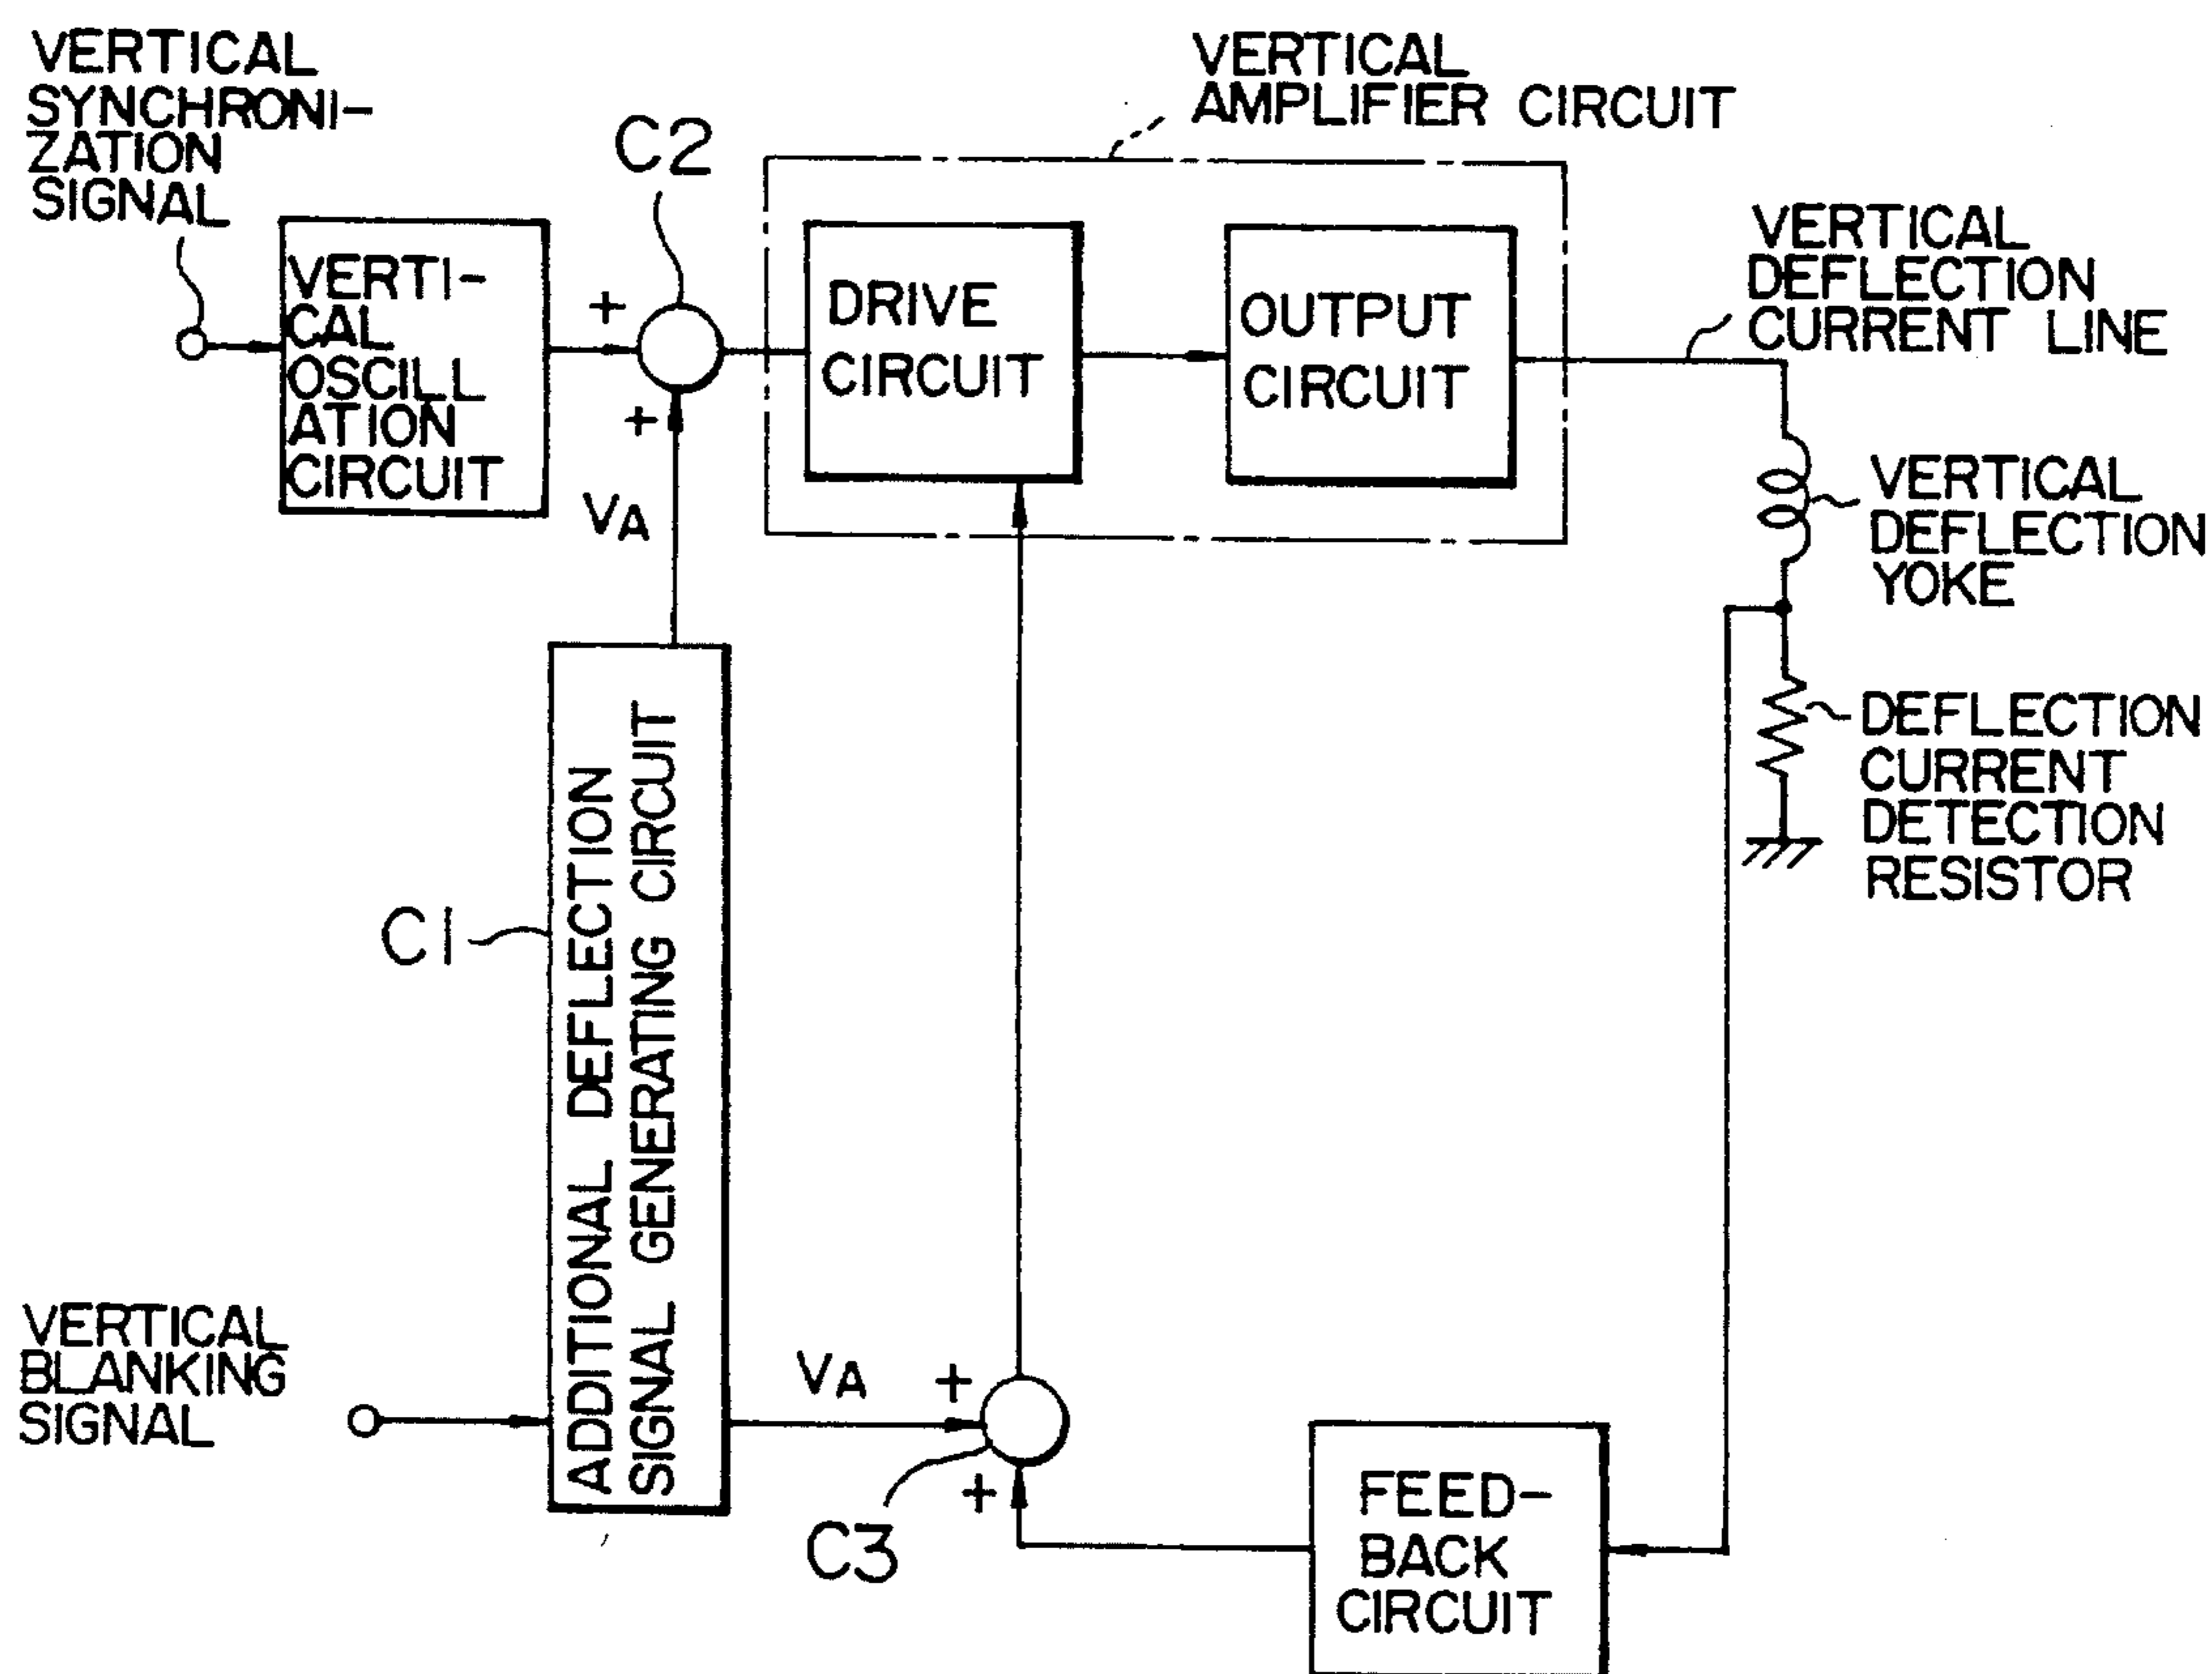 VERTICAL
SYNCHRONI-
ZATION
SIGNAL
C2
VERTICAL
AMPLIFIER CIRCUIT
VERTI-
CAL
OSCILL
ATION
CIRCUIT
+
+
VA
DRIVE
CIRCUIT
OUTPUT
CIRCUIT
VERTICAL
DEFLECTION
CURRENT LINE
VERTICAL
DEFLECTION
YOKE
DEFLECTION
CURRENT
DETECTION
RESISTOR
C1
ADDITIONAL DEFLECTION
SIGNAL GENERATING CIRCUIT
VERTICAL
BLANKING
SIGNAL
VA
+
+
C3
FEED-
BACK
CIRCUIT